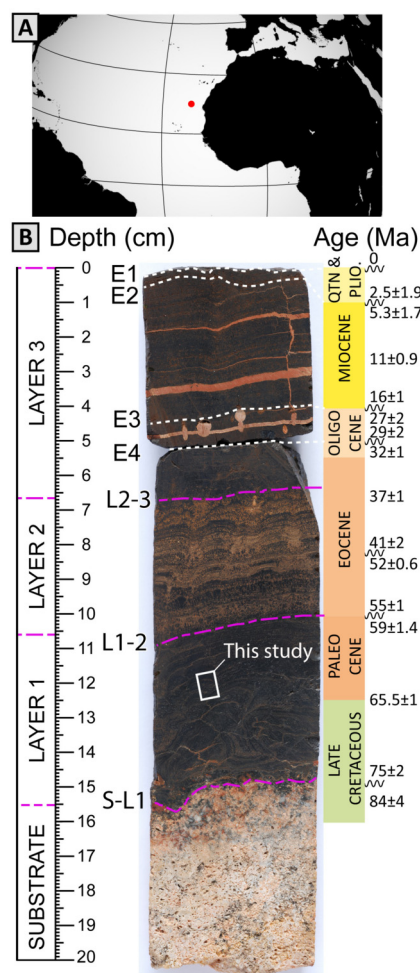 A
B Depth (cm) Age (Ma)
0
1
2
3
4
5
6
7
8
9
10
11
12
13
14
15
16
17
18
19
20
LAYER 3
LAYER 2
LAYER 1
SUBSTRATE
E1
E2
E3
E4
L2-3
L1-2
S-L1
This study
QTN &
PLIO.
MIOCENE
OLIGO
CENE
EOCENE
PALEO
CENE
LATE
CRETACEOUS
0
2.5±1.9
5.3±1.7
11±0.9
16±1
27±2
29±2
32±1
37±1
41±2
52±0.6
55±1
59±1.4
65.5±1
75±2
84±4